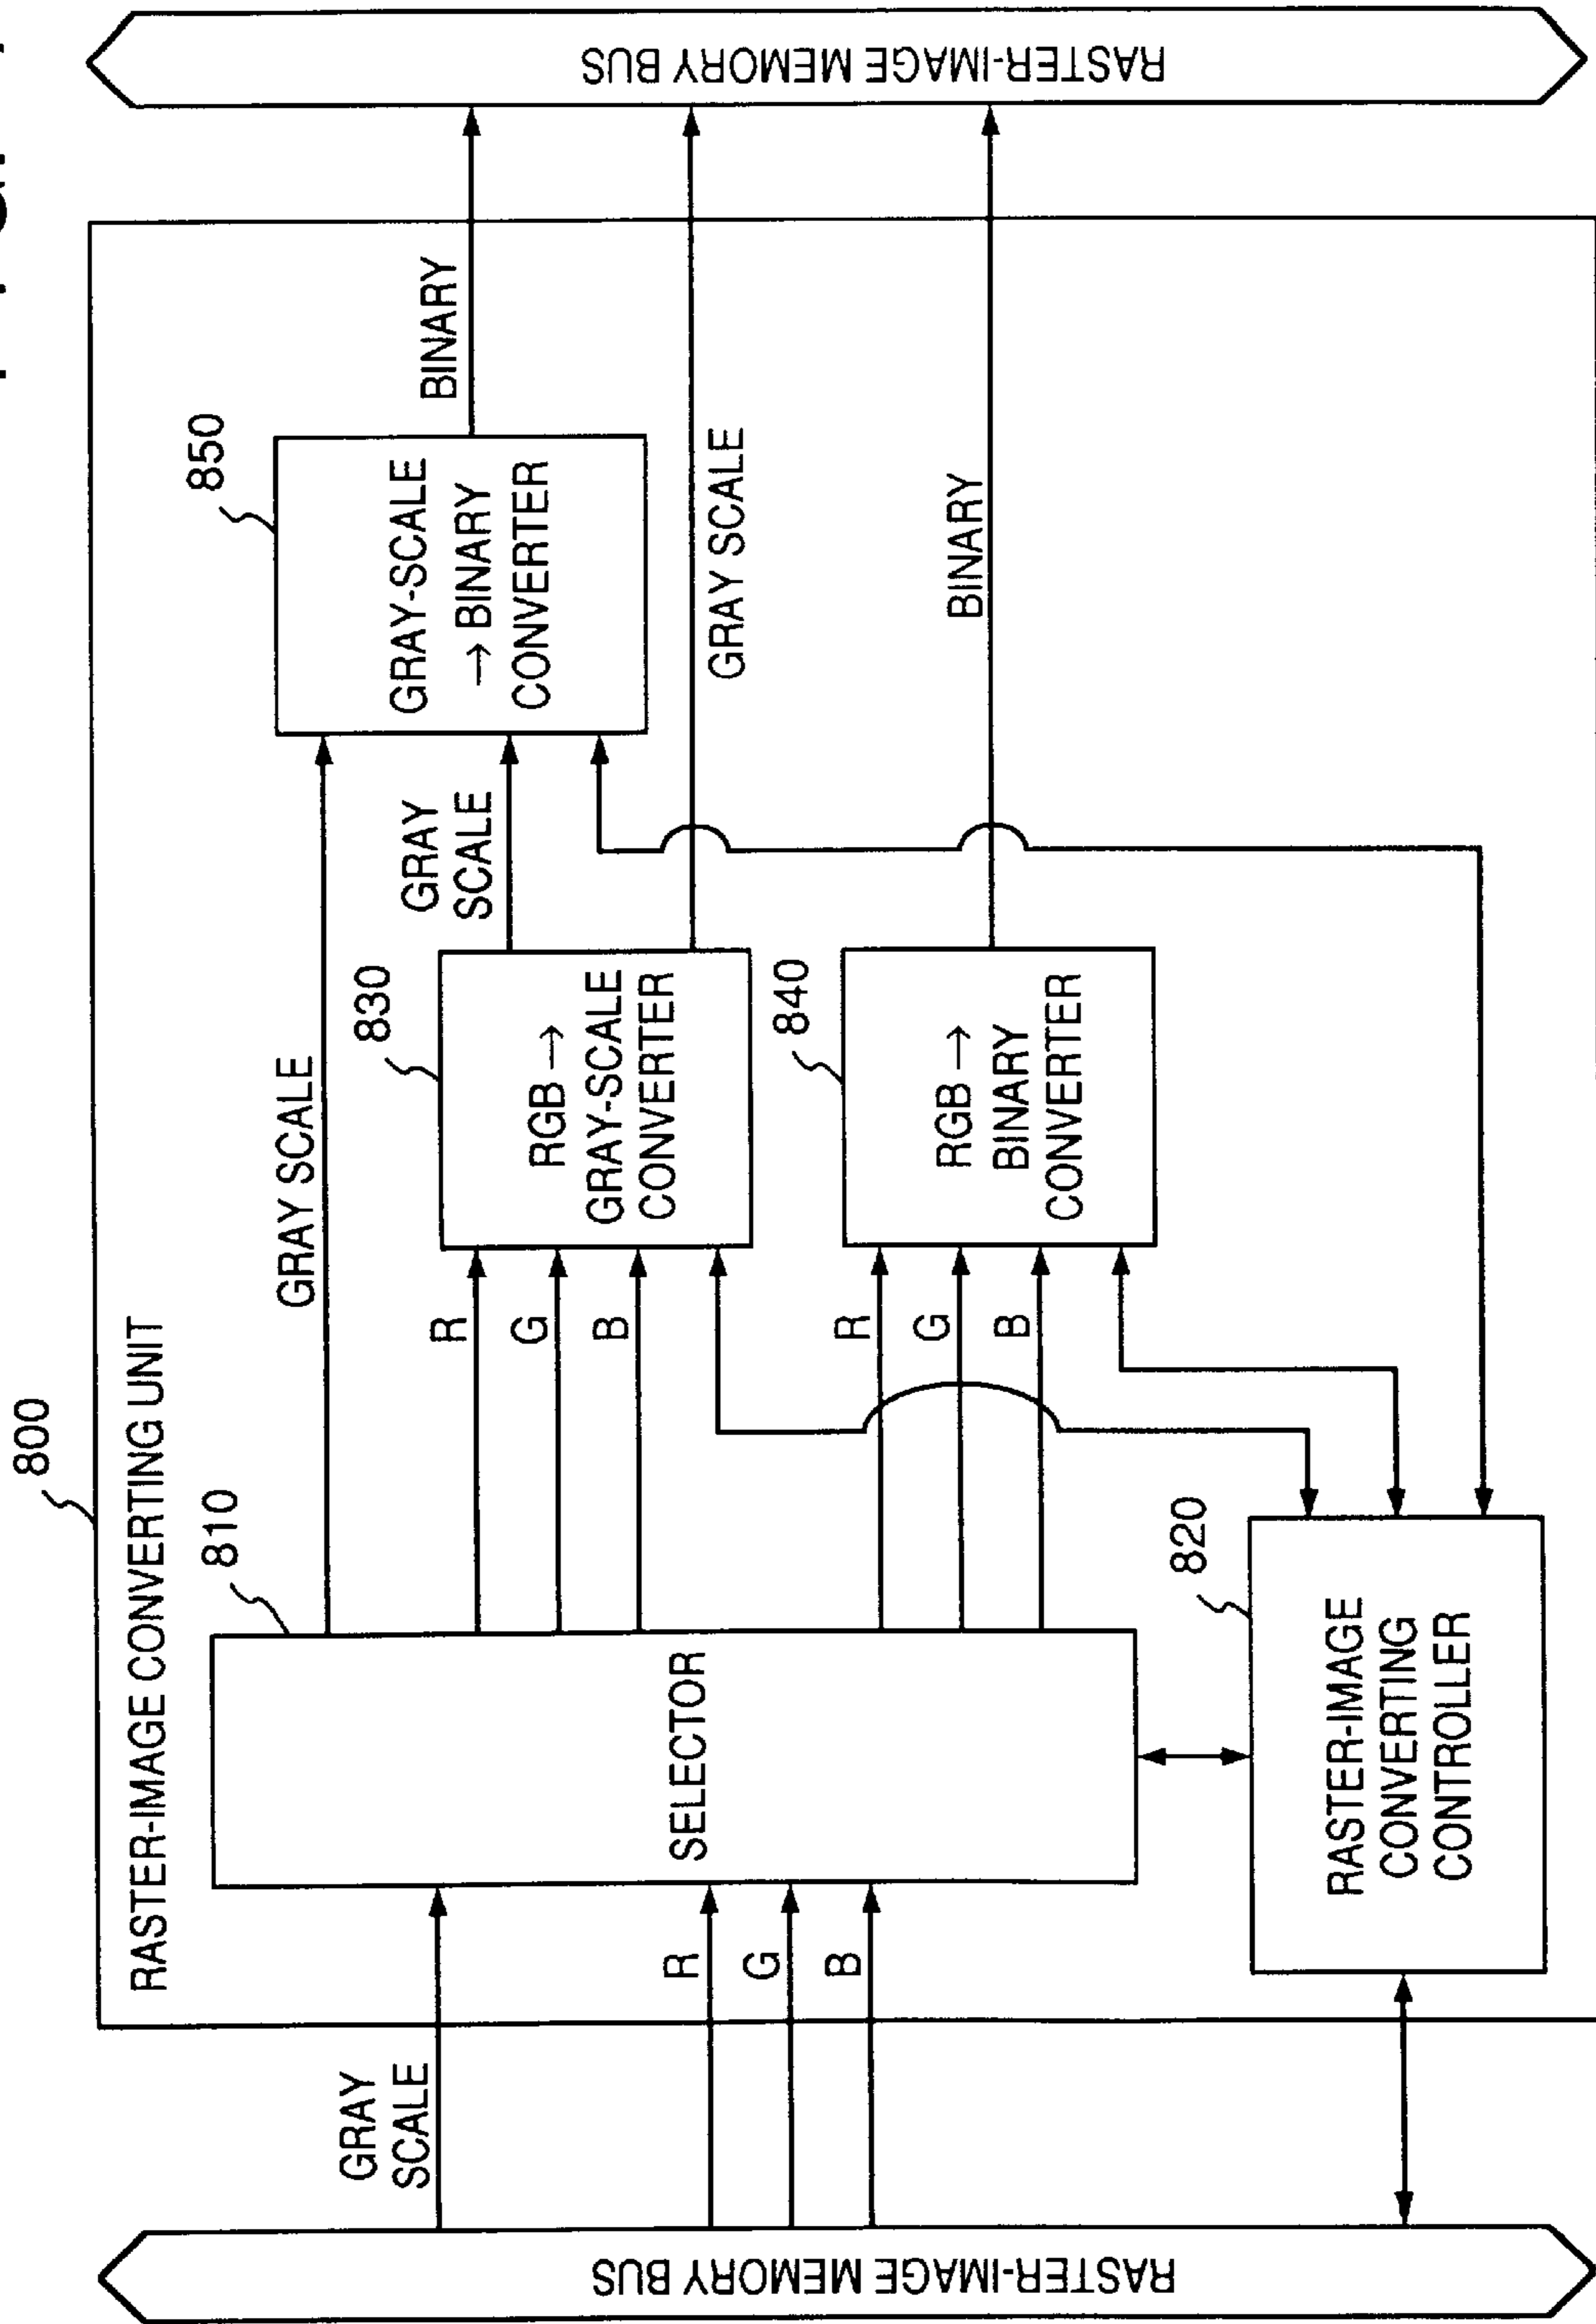 800
RASTER-IMAGE CONVERTING UNIT
RASTER-IMAGE MEMORY BUS
GRAY
SCALE
R
G
B
810
SELECTOR
820
RASTER-IMAGE
CONVERTING
CONTROLLER
GRAY SCALE
R
G
B
R
G
B
830
RGB →
GRAY-SCALE
CONVERTER
840
RGB →
BINARY
CONVERTER
GRAY
SCALE
850
GRAY-SCALE
→ BINARY
CONVERTER
BINARY
GRAY SCALE
BINARY
RASTER-IMAGE MEMORY BUS